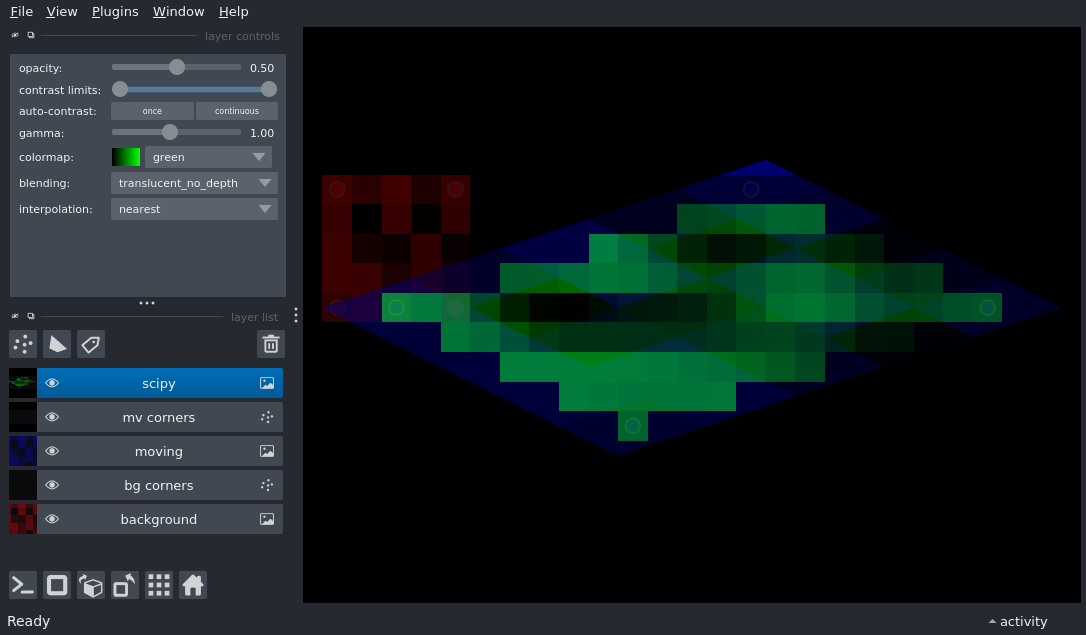 File View Plugins Window Help
layer controls
opacity: 0.50
contrast limits:
auto-contrast: once continuous
gamma: 1.00
colormap: green
blending: translucent_no_depth
interpolation: nearest
layer list
scipy
mv corners
moving
bg corners
background
Ready activity